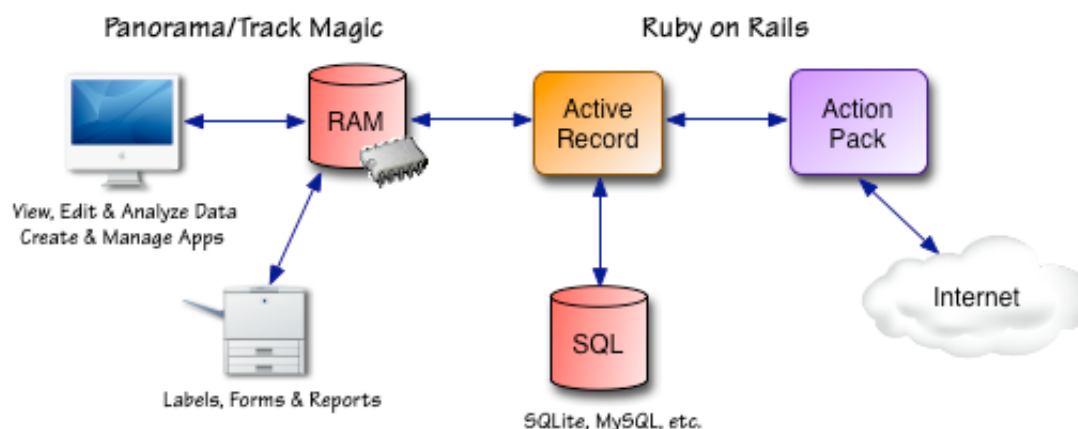 Panorama/Track Magic
Ruby on Rails
RAM
Active
Record
Action
Pack
View, Edit & Analyze Data
Create & Manage Apps
Internet
SQL
Labels, Forms & Reports
SQLite, MySQL, etc.